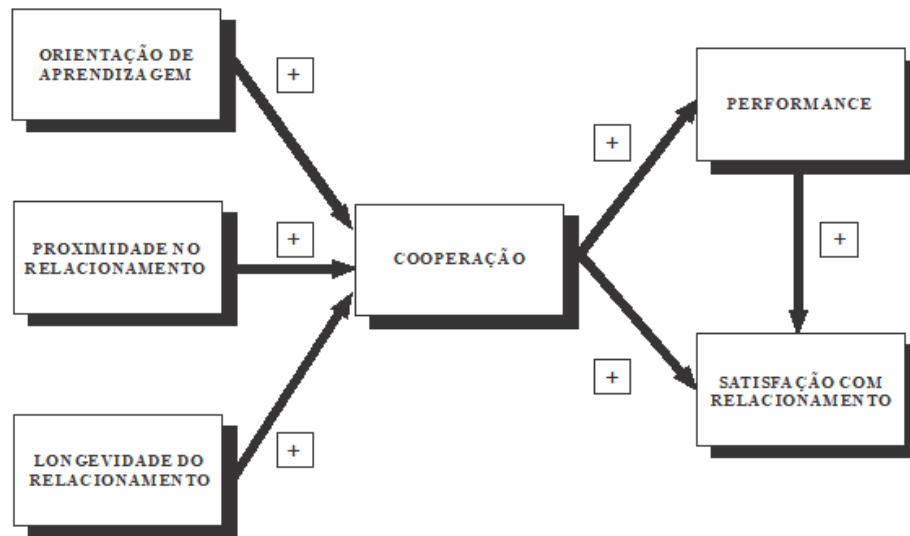 ORIENTAÇÃO DE
APRENDIZAGEM
+
PROXIMIDADE NO
RELACIONAMENTO
+
LONGEVIDADE DO
RELACIONAMENTO
+
COOPERAÇÃO
+
PERFORMANCE
+
+
SATISFAÇÃO COM
RELACIONAMENTO